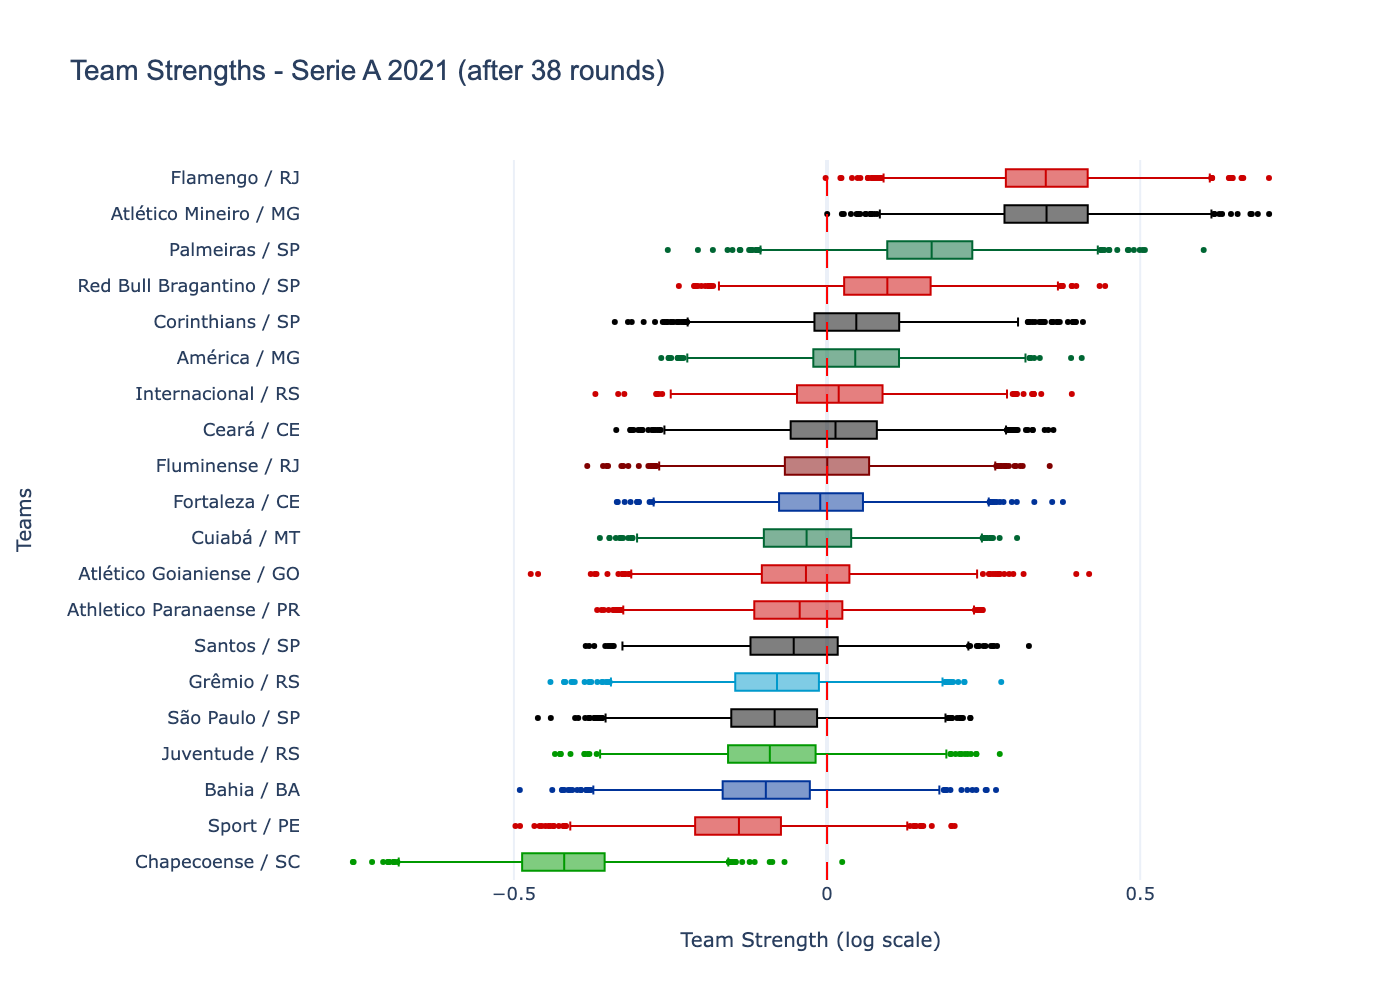 Team Strengths - Serie A 2021 (after 38 rounds)
Flamengo / RJ
Atlético Mineiro / MG
Palmeiras / SP
Red Bull Bragantino / SP
Corinthians / SP
América / MG
Internacional / RS
Ceará / CE
Fluminense / RJ
Fortaleza / CE
Cuiabá / MT
Atlético Goianiense / GO
Athletico Paranaense / PR
Santos / SP
Grêmio / RS
São Paulo / SP
Juventude / RS
Bahia / BA
Sport / PE
Chapecoense / SC
Teams
−0.5 0 0.5
Team Strength (log scale)